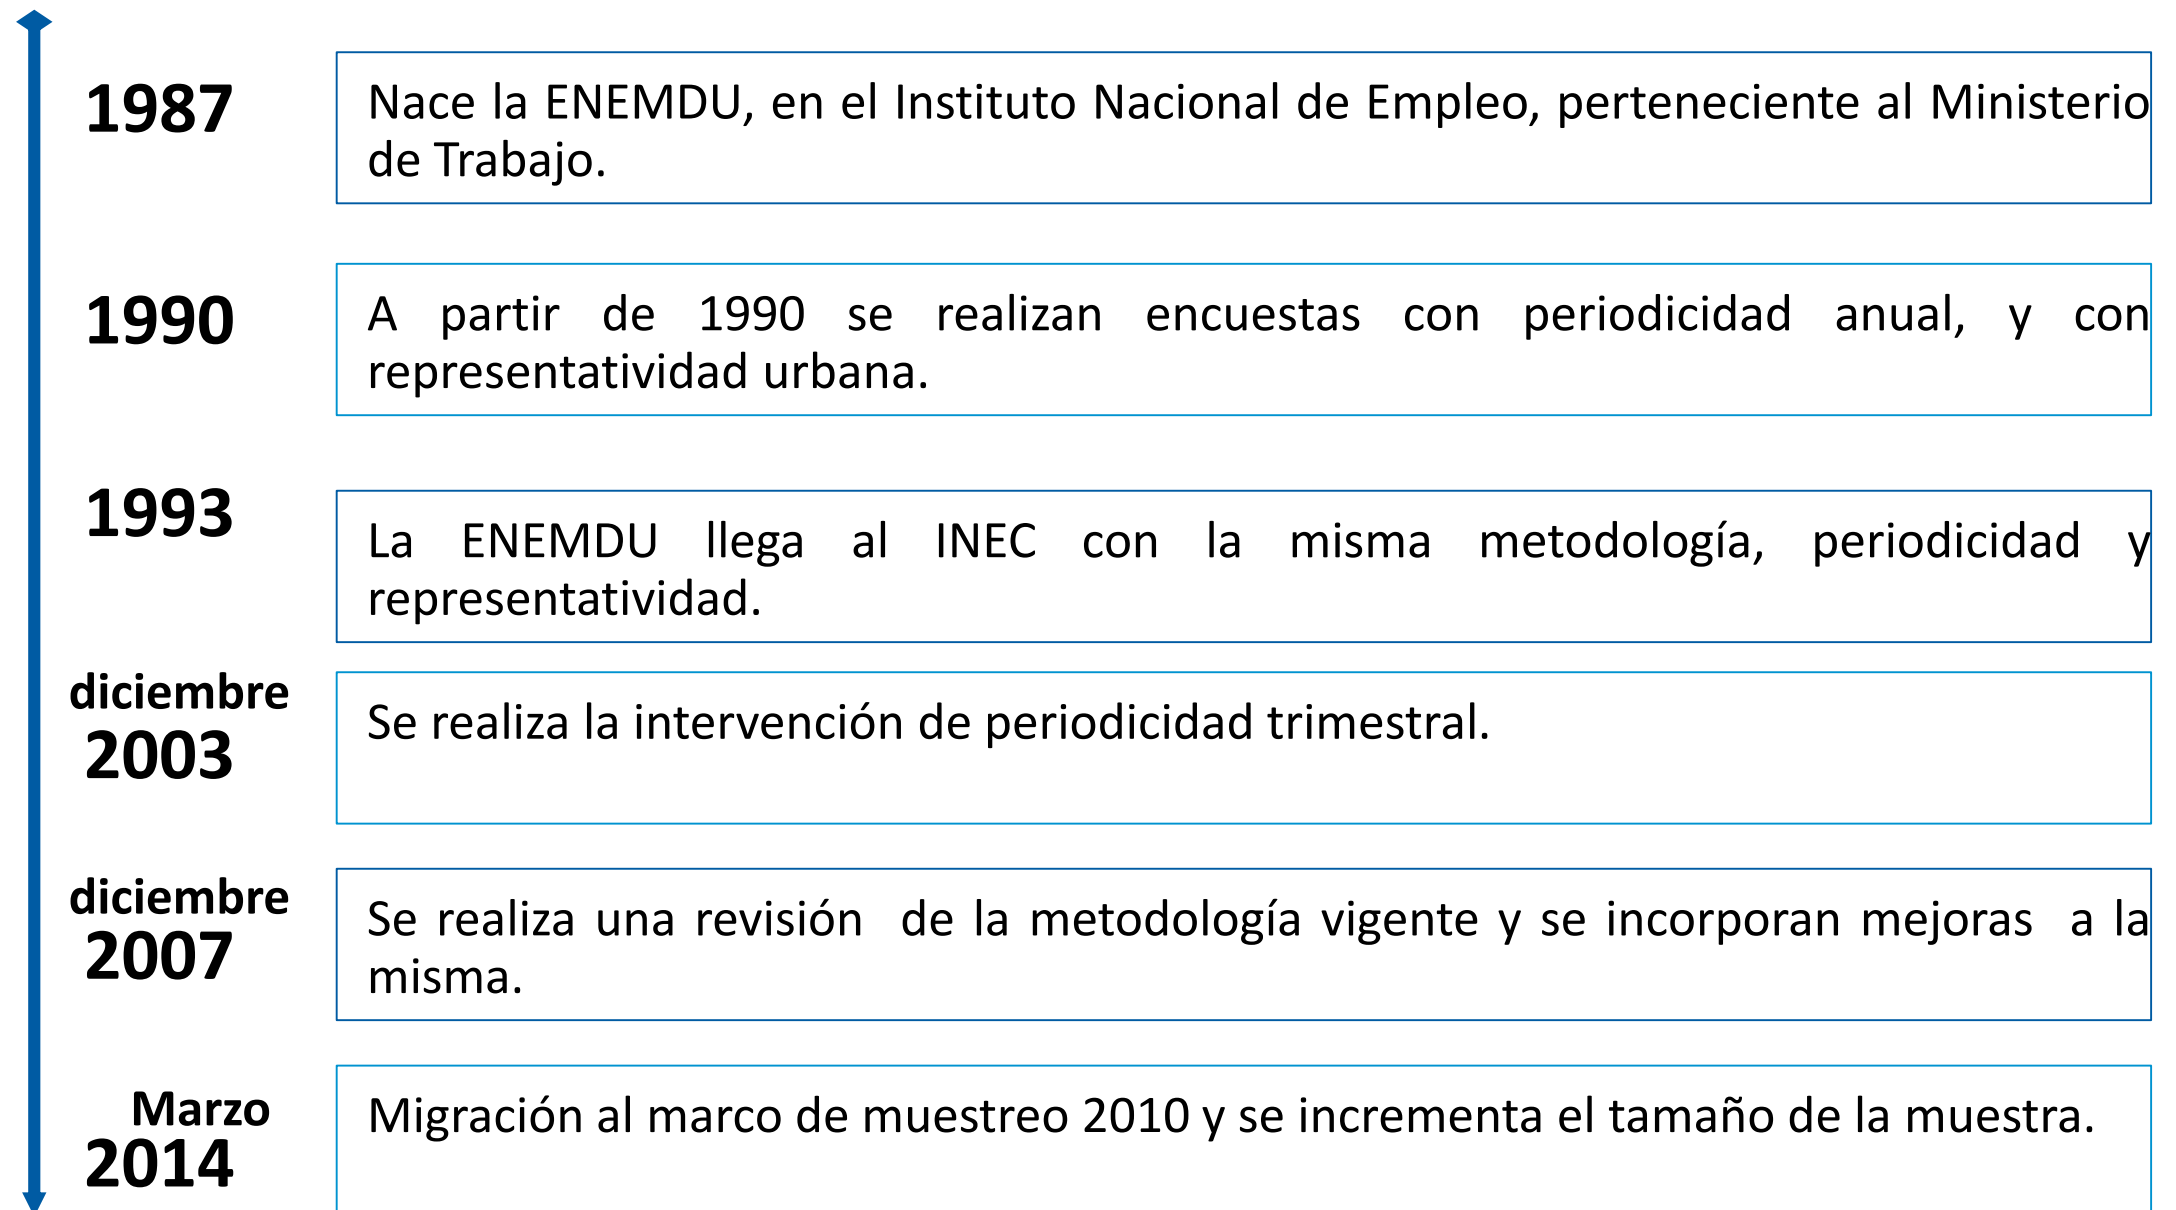 1987
Nace la ENEMDU, en el Instituto Nacional de Empleo, perteneciente al Ministerio
de Trabajo.
1990
A partir de 1990 se realizan encuestas con periodicidad anual, y con
representatividad urbana.
1993
La ENEMDU llega al INEC con la misma metodología, periodicidad y
representatividad.
diciembre
2003
Se realiza la intervención de periodicidad trimestral.
diciembre
2007
Se realiza una revisión  de la metodología vigente y se incorporan mejoras  a la
misma.
Marzo
2014
Migración al marco de muestreo 2010 y se incrementa el tamaño de la muestra.